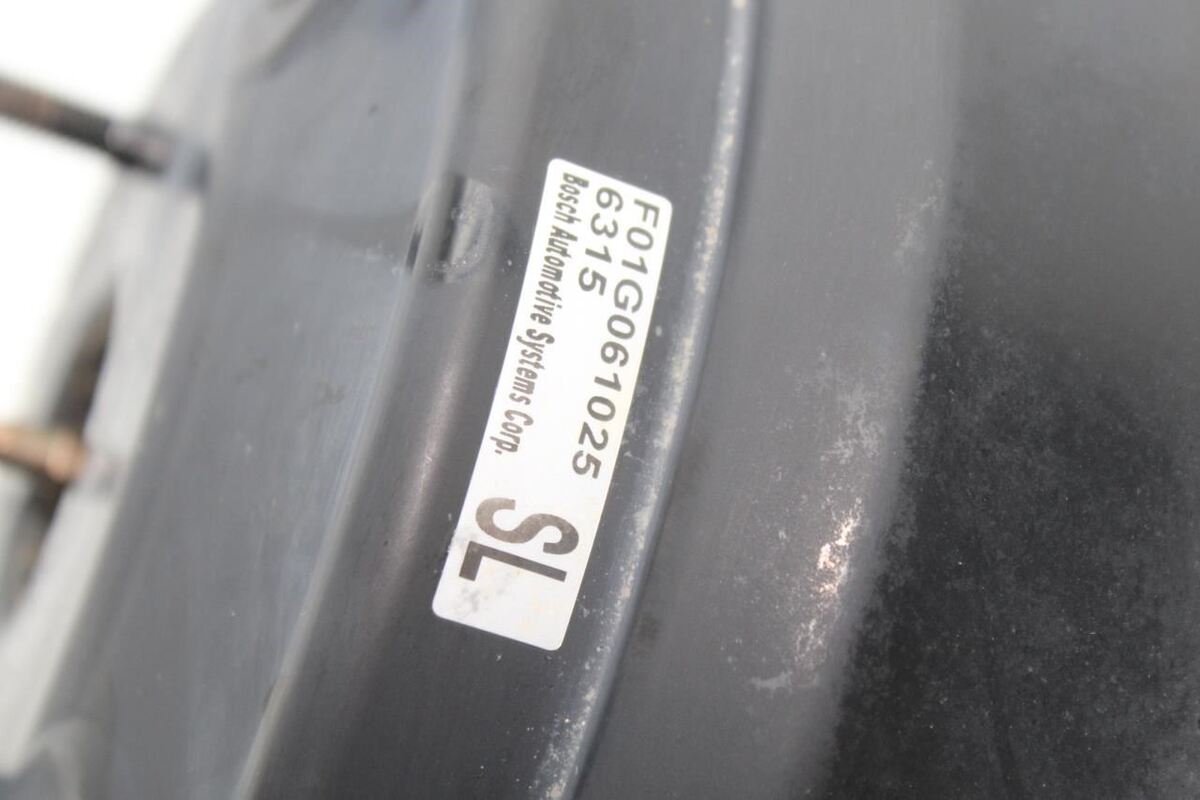 F01G061025
6315
Bosch Automotive Systems Corp.
SL